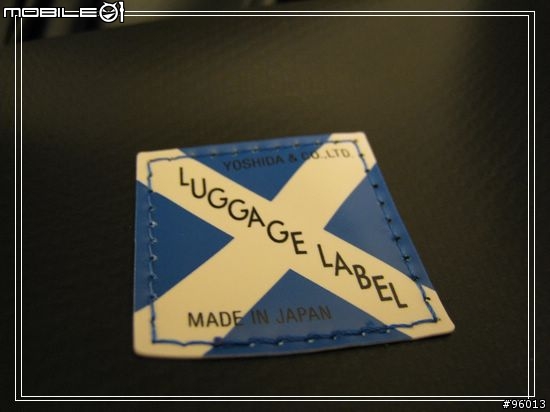 MOBILE01
YOSHIDA & CO.,LTD.
LUGGAGE LABEL
MADE IN JAPAN
#96013